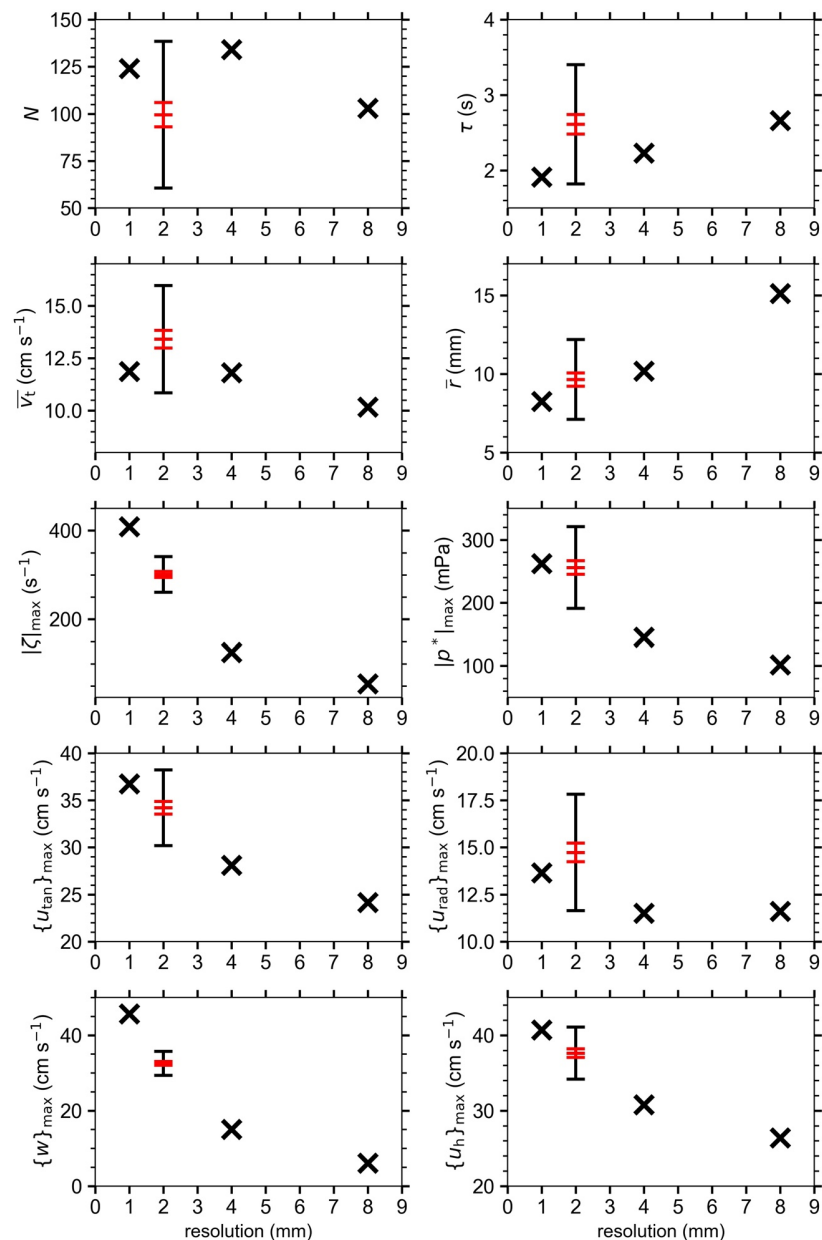 150
125
100
75
50
N
0 1 2 3 4 5 6 7 8 9
4
3
2
τ (s)
0 1 2 3 4 5 6 7 8 9
15.0
12.5
10.0
v̅ₜ (cm s⁻¹)
0 1 2 3 4 5 6 7 8 9
15
10
5
r̄ (mm)
0 1 2 3 4 5 6 7 8 9
400
200
|ζ|max (s⁻¹)
0 1 2 3 4 5 6 7 8 9
300
200
100
|p*|max (mPa)
0 1 2 3 4 5 6 7 8 9
40
35
30
25
20
{utan}max (cm s⁻¹)
0 1 2 3 4 5 6 7 8 9
20.0
17.5
15.0
12.5
10.0
{urad}max (cm s⁻¹)
0 1 2 3 4 5 6 7 8 9
40
20
0
{w}max (cm s⁻¹)
0 1 2 3 4 5 6 7 8 9
resolution (mm)
40
30
20
{uh}max (cm s⁻¹)
0 1 2 3 4 5 6 7 8 9
resolution (mm)